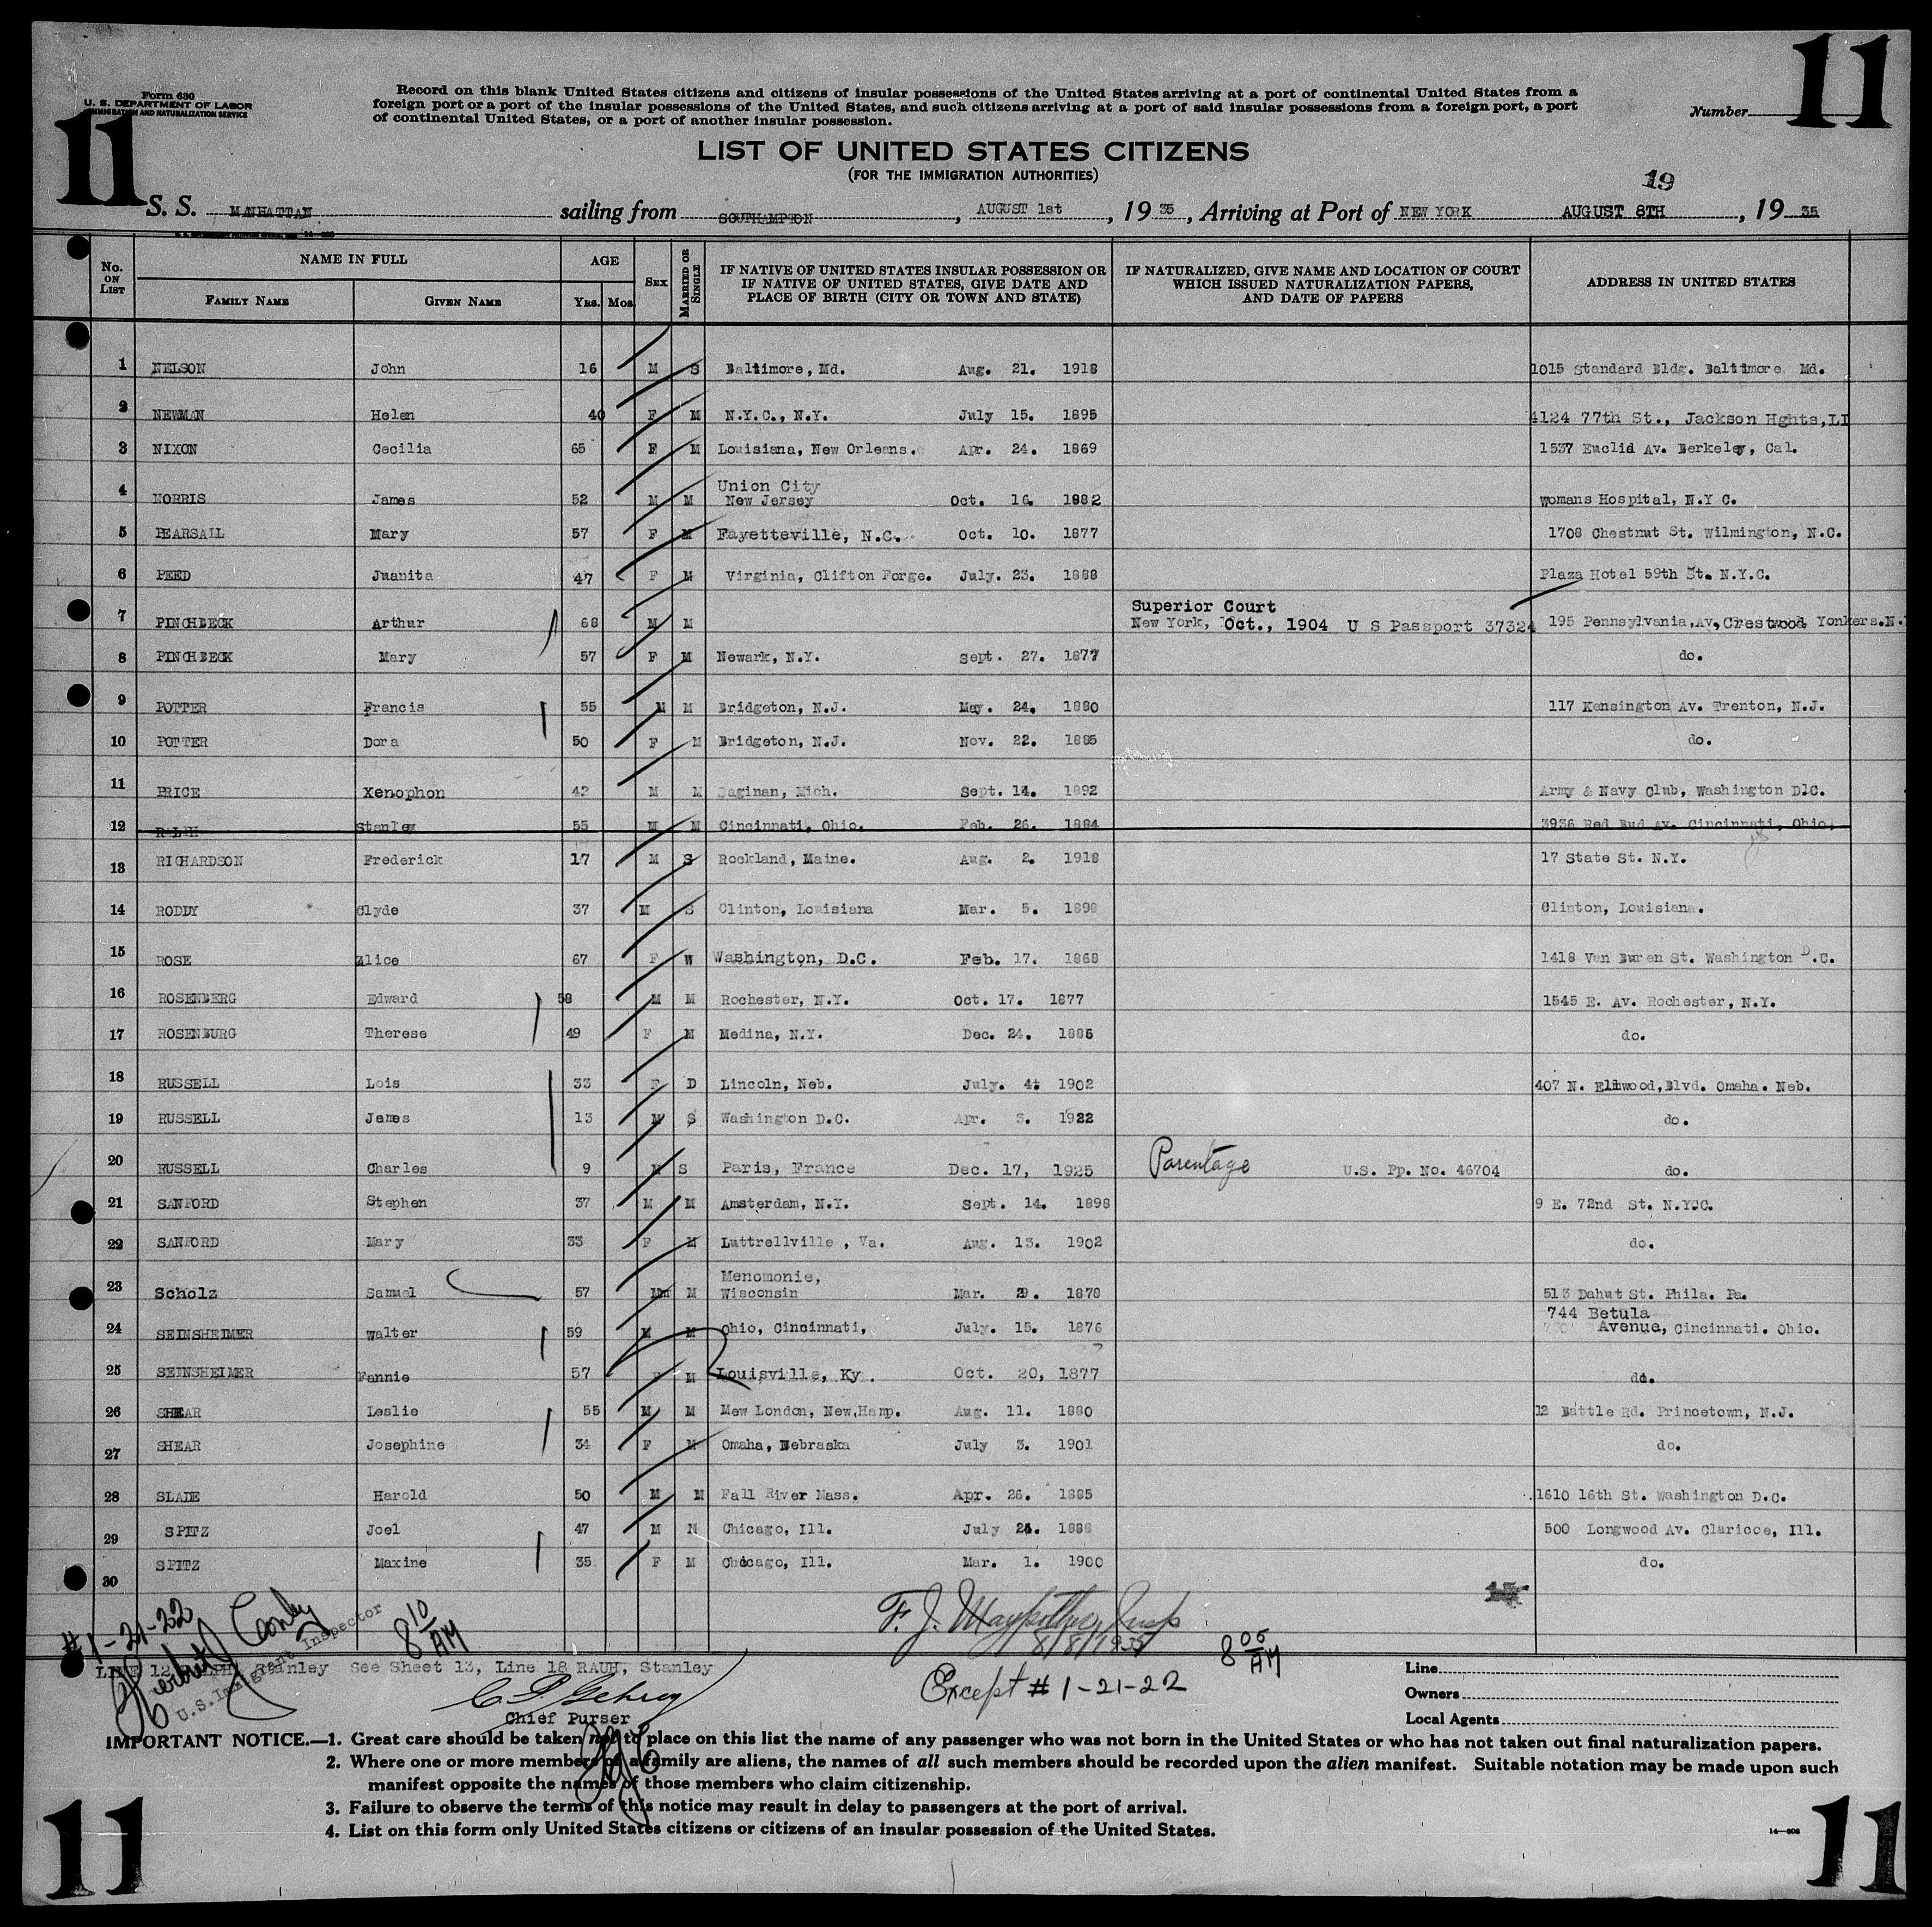 11
11
Form 630
U. S. DEPARTMENT OF LABOR
IMMIGRATION AND NATURALIZATION SERVICE
Record on this blank United States citizens and citizens of insular possessions of the United States arriving at a port of continental United States from a
foreign port or a port of the insular possessions of the United States, and such citizens arriving at a port of said insular possessions from a foreign port, a port
of continental United States, or a port of another insular possession.
Number
11
LIST OF UNITED STATES CITIZENS
(FOR THE IMMIGRATION AUTHORITIES)
19
S. S. MANHATTAN sailing from SOUTHAMPTON, AUGUST 1st, 1935, Arriving at Port of NEW YORK AUGUST 8TH, 1935
No. ON LIST NAME IN FULL AGE SEX MARRIED OR SINGLE IF NATIVE OF UNITED STATES INSULAR POSSESSION OR IF NATIVE OF UNITED STATES, GIVE DATE AND PLACE OF BIRTH (CITY OR TOWN AND STATE) IF NATURALIZED, GIVE NAME AND LOCATION OF COURT WHICH ISSUED NATURALIZATION PAPERS, AND DATE OF PAPERS ADDRESS IN UNITED STATES
FAMILY NAME GIVEN NAME YRS. MOS
1 NELSON John 16 M S Baltimore, Md. Aug. 21. 1918 1015 Standard Bldg. Baltimore Md.
2 NEWMAN Helen 40 F M N.Y.C., N.Y. July 15. 1895 4124 77th St., Jackson Hghts,LI
3 NIXON Cecilia 65 F M Louisiana, New Orleans. Apr. 24. 1869 1537 Euclid Av. Berkeley, Cal.
4 NORRIS James 52 M M Union City New Jersey Oct. 16. 1882 Womans Hospital, N.Y C.
5 PEARSALL Mary 57 F M Fayetteville, N.C. Oct. 10. 1877 1708 Chestnut St. Wilmington, N.C.
6 PEED Juanita 47 F M Virginia, Clifton Forge. July. 23. 1888 Plaza Hotel 59th St. N.Y.C.
7 PINCHBECK Arthur 68 M M Superior Court New York, Oct., 1904 U S Passport 37324 195 Pennsylvania,Av,Crestwood Yonkers.N.
8 PINCHBECK Mary 57 F M Newark, N.Y. Sept. 27. 1877 do.
9 POTTER Francis 55 M M Bridgeton, N.J. May. 24. 1880 117 Kensington Av. Trenton, N.J.
10 POTTER Dora 50 F M Bridgeton, N.J. Nov. 22. 1885 do.
11 PRICE Xenophon 42 M M Saginan, Mich. Sept. 14. 1892 Army & Navy Club, Washington D.C.
12 RALPH Stanley 55 M M Cincinnati, Ohio. Feb. 26. 1884 3936 Red Bud Av. Cincinnati, Ohio.
13 RICHARDSON Frederick 17 M S Rockland, Maine. Aug. 2. 1918 17 State St. N.Y.
14 RODDY Clyde 37 M S Clinton, Louisiana Mar. 5. 1898 Clinton, Louisiana.
15 ROSE Alice 67 F W Washington, D.C. Feb. 17. 1868 1418 Van Buren St. Washington D.C.
16 ROSENBERG Edward 58 M M Rochester, N.Y. Oct. 17. 1877 1545 E. Av. Rochester, N.Y.
17 ROSENBURG Therese 49 F M Medina, N.Y. Dec. 24. 1885 do.
18 RUSSELL Lois 33 F D Lincoln, Neb. July. 4: 1902 407 N. Elmwood,Blvd. Omaha. Neb.
19 RUSSELL James 13 M S Washington D.C. Apr. 3. 1922 do.
20 RUSSELL Charles 9 M S Paris, France Dec. 17, 1925 Parentage U.S. Pp. No. 46704 do.
21 SANFORD Stephen 37 M M Amsterdam, N.Y. Sept. 14. 1898 9 E. 72nd St. N.Y.C.
22 SANFORD Mary 33 F M Luttrellville , Va. Aug. 13. 1902 do.
23 Scholz Samuel 57 M M Menomonie, Wisconsin Mar. 2. 1878 513 Dahut St. Phila. Pa.
24 SEINSHEIMER Walter 59 M M Ohio, Cincinnati, July. 15. 1876 744 Betula Avenue, Cincinnati. Ohio.
25 SEINSHEIMER Fannie 57 F M Louisville, Ky. Oct. 20, 1877 do.
26 SHEAR Leslie 55 M M Mew London, New,Hamp. Aug. 11. 1880 12 Battle Rd. Princetown, N.J.
27 SHEAR Josephine 34 F M Omaha, Nebraska July 3. 1901 do.
28 SLADE Harold 50 M M Fall River Mass. Apr. 26. 1885 1610 16th St. Washington D.C.
29 SPITZ Joel 47 M M Chicago, Ill. July 24. 1888 500 Longwood Av. Claricoe, Ill.
30 SPITZ Maxine 35 F M Chicago, Ill. Mar. 1. 1900 do.
#1-21-22
U.S. Immigrant Inspector
8 10 AM
8/8/1935
8 05 AM
LINE 12 RALPH, Stanley See Sheet 13, Line 18 RAUH, Stanley
Except # 1-21-22
Chief Purser
Line
Owners
Local Agents
IMPORTANT NOTICE.—1. Great care should be taken not to place on this list the name of any passenger who was not born in the United States or who has not taken out final naturalization papers.
2. Where one or more members of a family are aliens, the names of all such members should be recorded upon the alien manifest. Suitable notation may be made upon such
manifest opposite the names of those members who claim citizenship.
3. Failure to observe the terms of this notice may result in delay to passengers at the port of arrival.
4. List on this form only United States citizens or citizens of an insular possession of the United States.
11
11